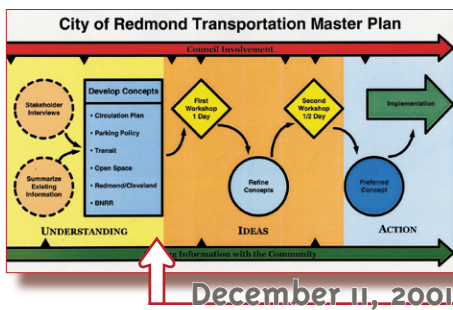 City of Redmond Transportation Master Plan
Council Involvement
Stakeholder
Interviews
Summarize
Existing
Information
Develop Concepts
• Circulation Plan
• Parking Policy
• Transit
• Open Space
• Redmond/Cleveland
• BNRR
First
Workshop
1 Day
Refine
Concepts
Second
Workshop
1/2 Day
Preferred
Concept
Implementation
UNDERSTANDING
IDEAS
ACTION
Information with the Community
December 11, 2001